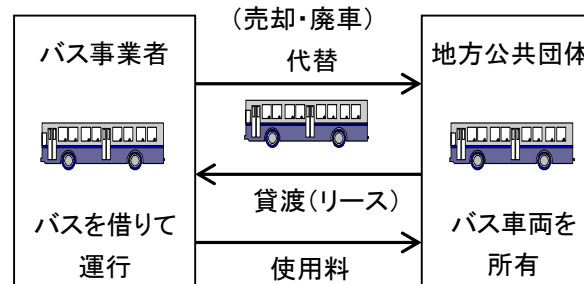 (売却・廃車)
バス事業者
代替
地方公共団体
貸渡(リース)
バスを借りて
運行
使用料
バス車両を
所有